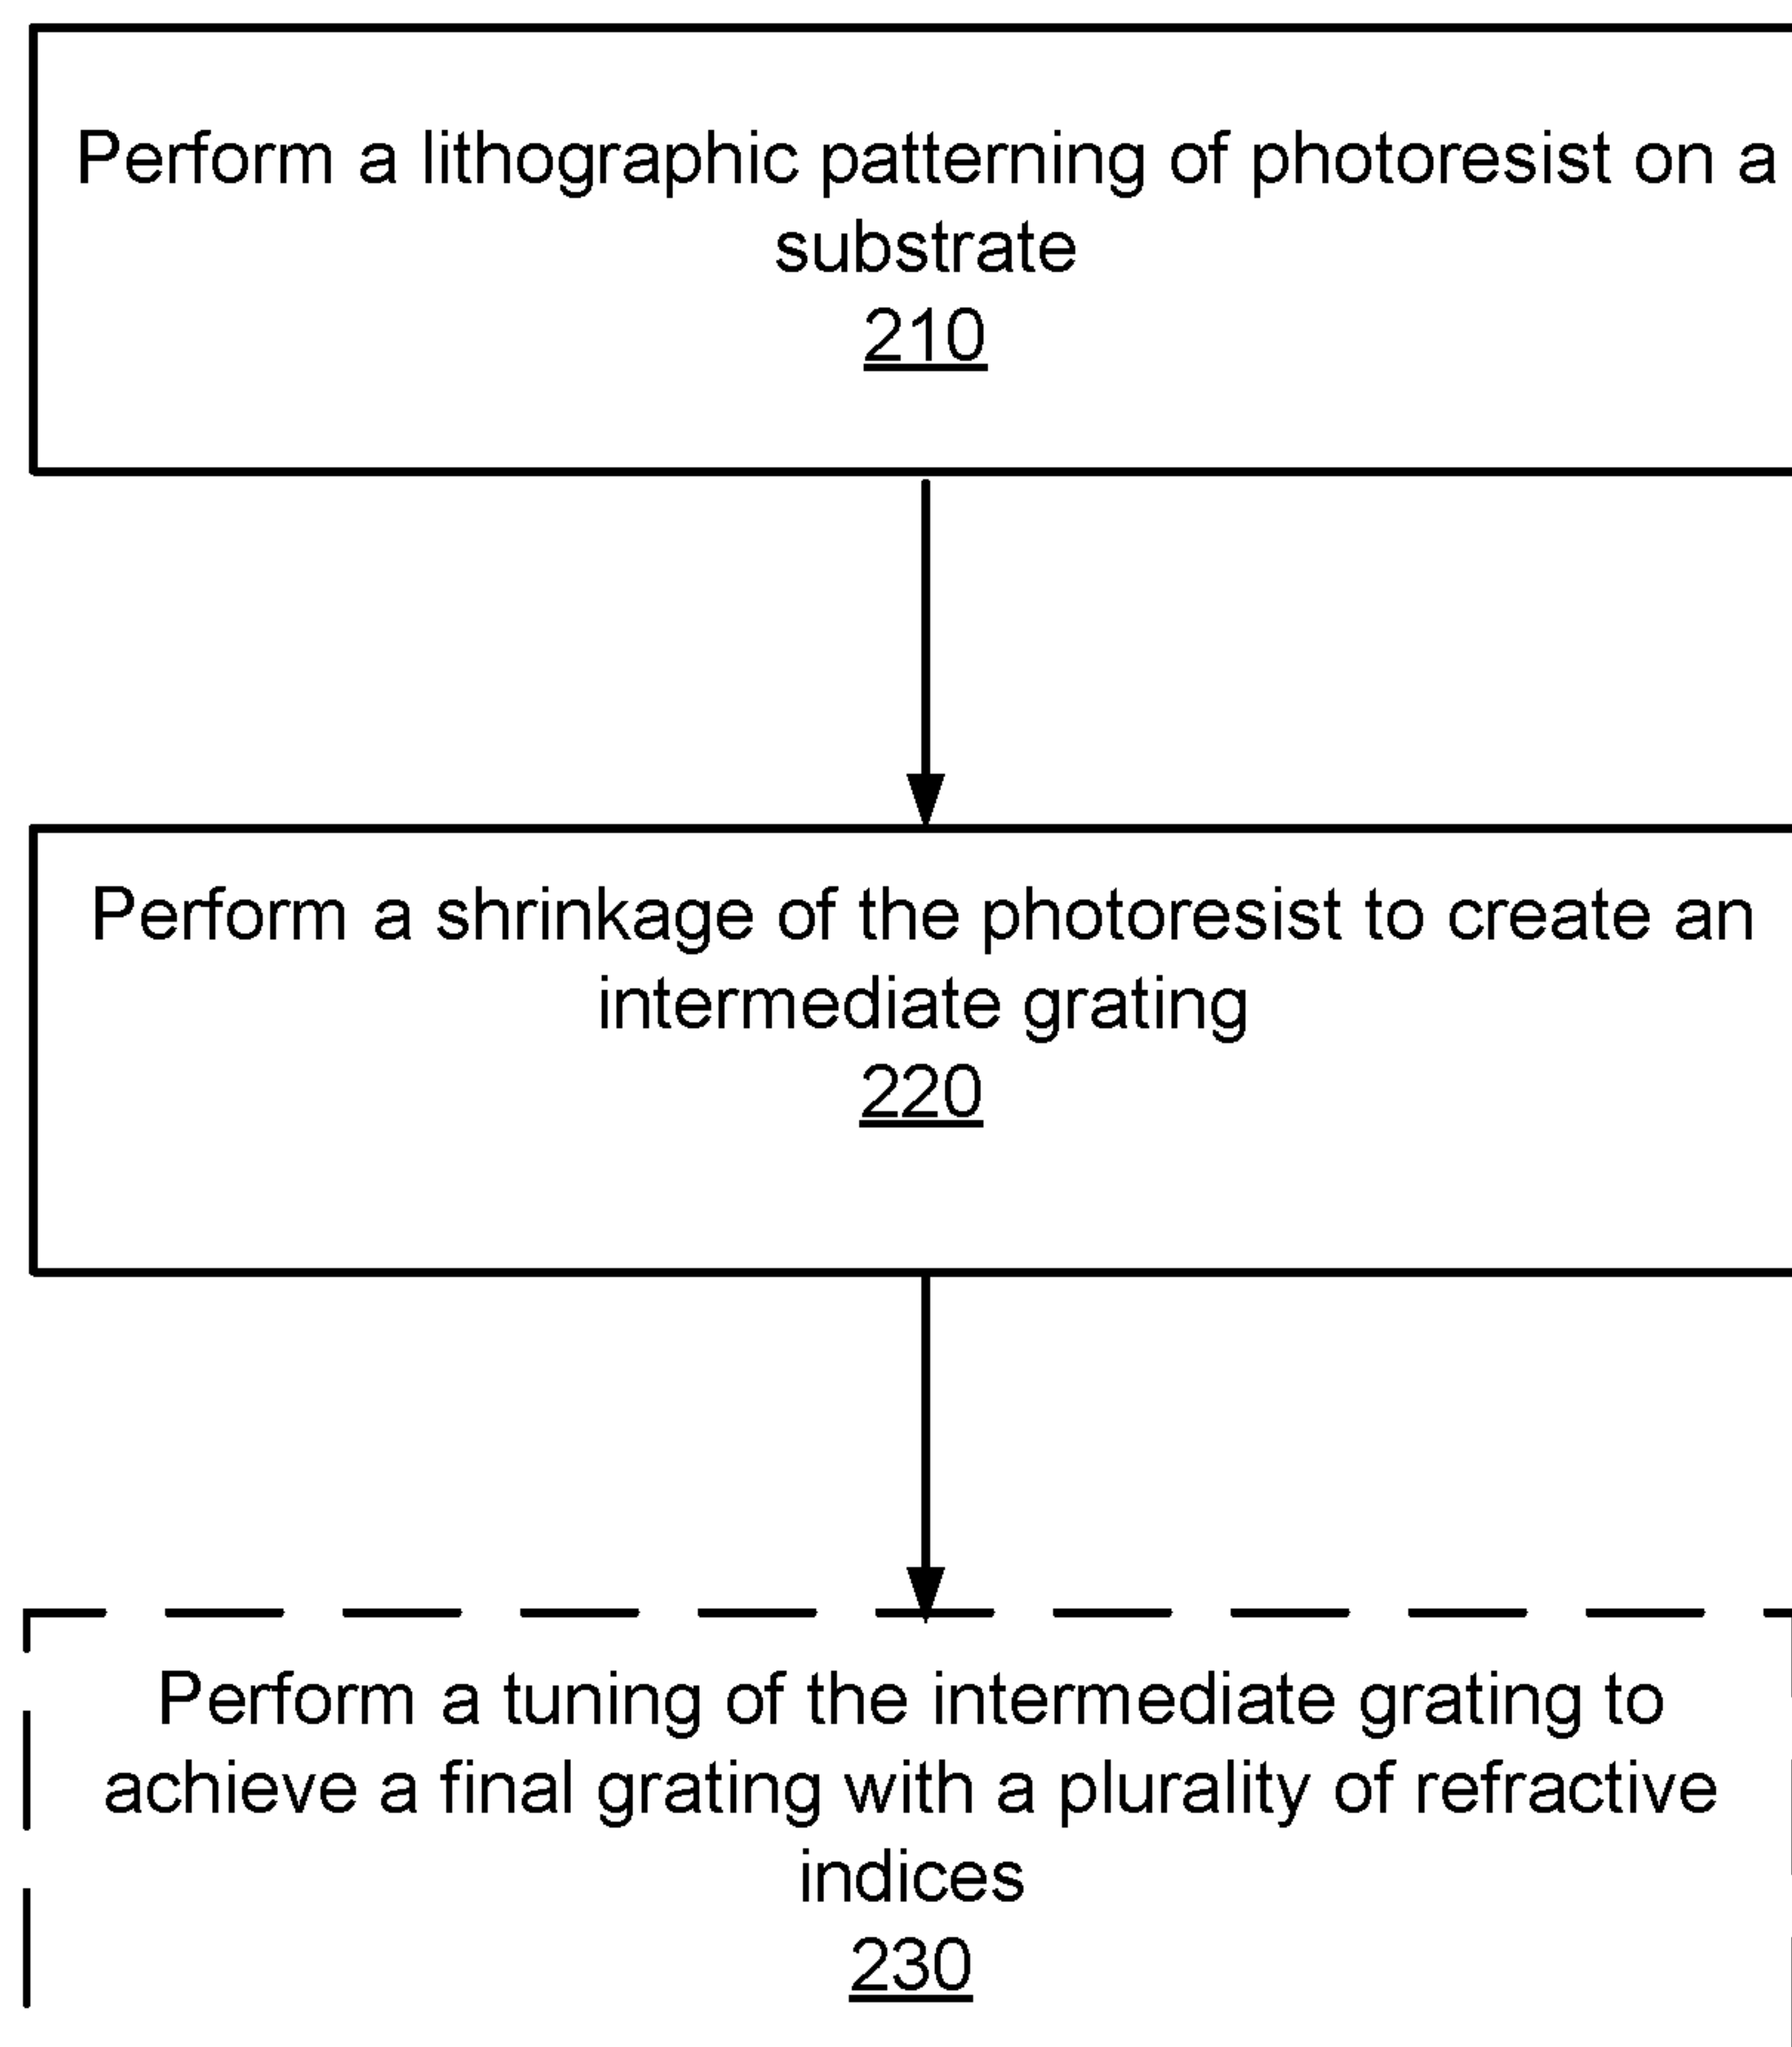 Perform a lithographic patterning of photoresist on a
substrate
210
Perform a shrinkage of the photoresist to create an
intermediate grating
220
Perform a tuning of the intermediate grating to
achieve a final grating with a plurality of refractive
indices
230